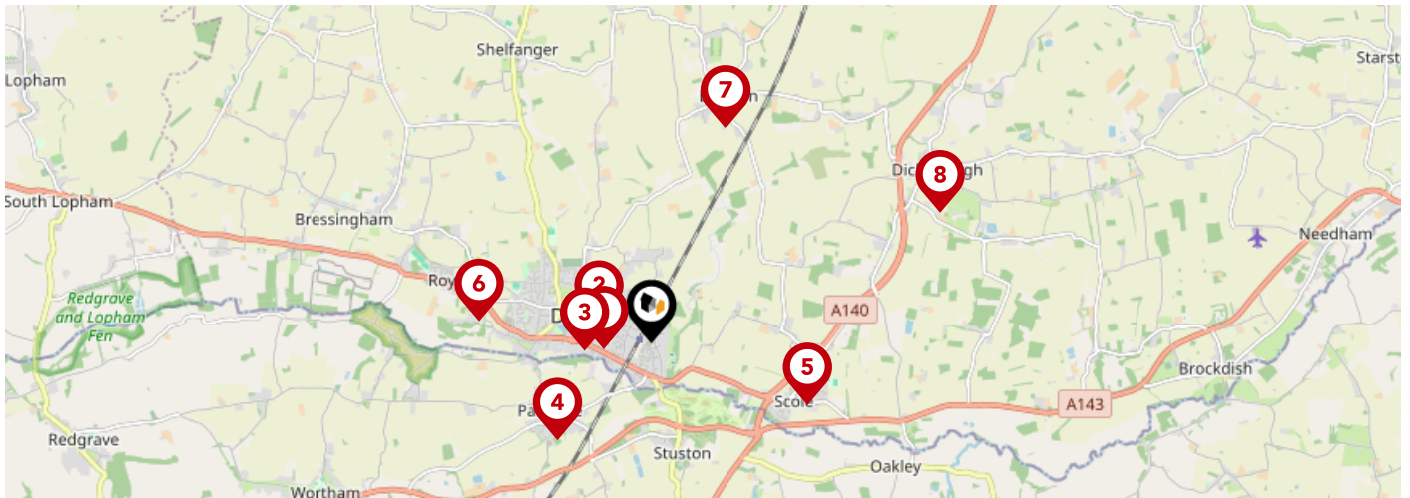 Shelfanger
Starst
Lopham
7
8
South Lopham
Bressingham
Needham
Roy
6
2
3
Redgrave
and Lopham
Fen
A140
5
Brockdish
4
Scole
A143
Redgrave
Stuston
Oakley
Wortham